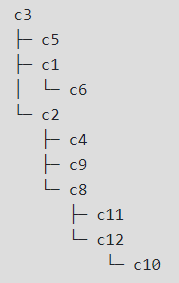 c3
├─ c5
├─ c1
│  └─ c6
└─ c2
   ├─ c4
   ├─ c9
   └─ c8
      ├─ c11
      └─ c12
         └─ c10